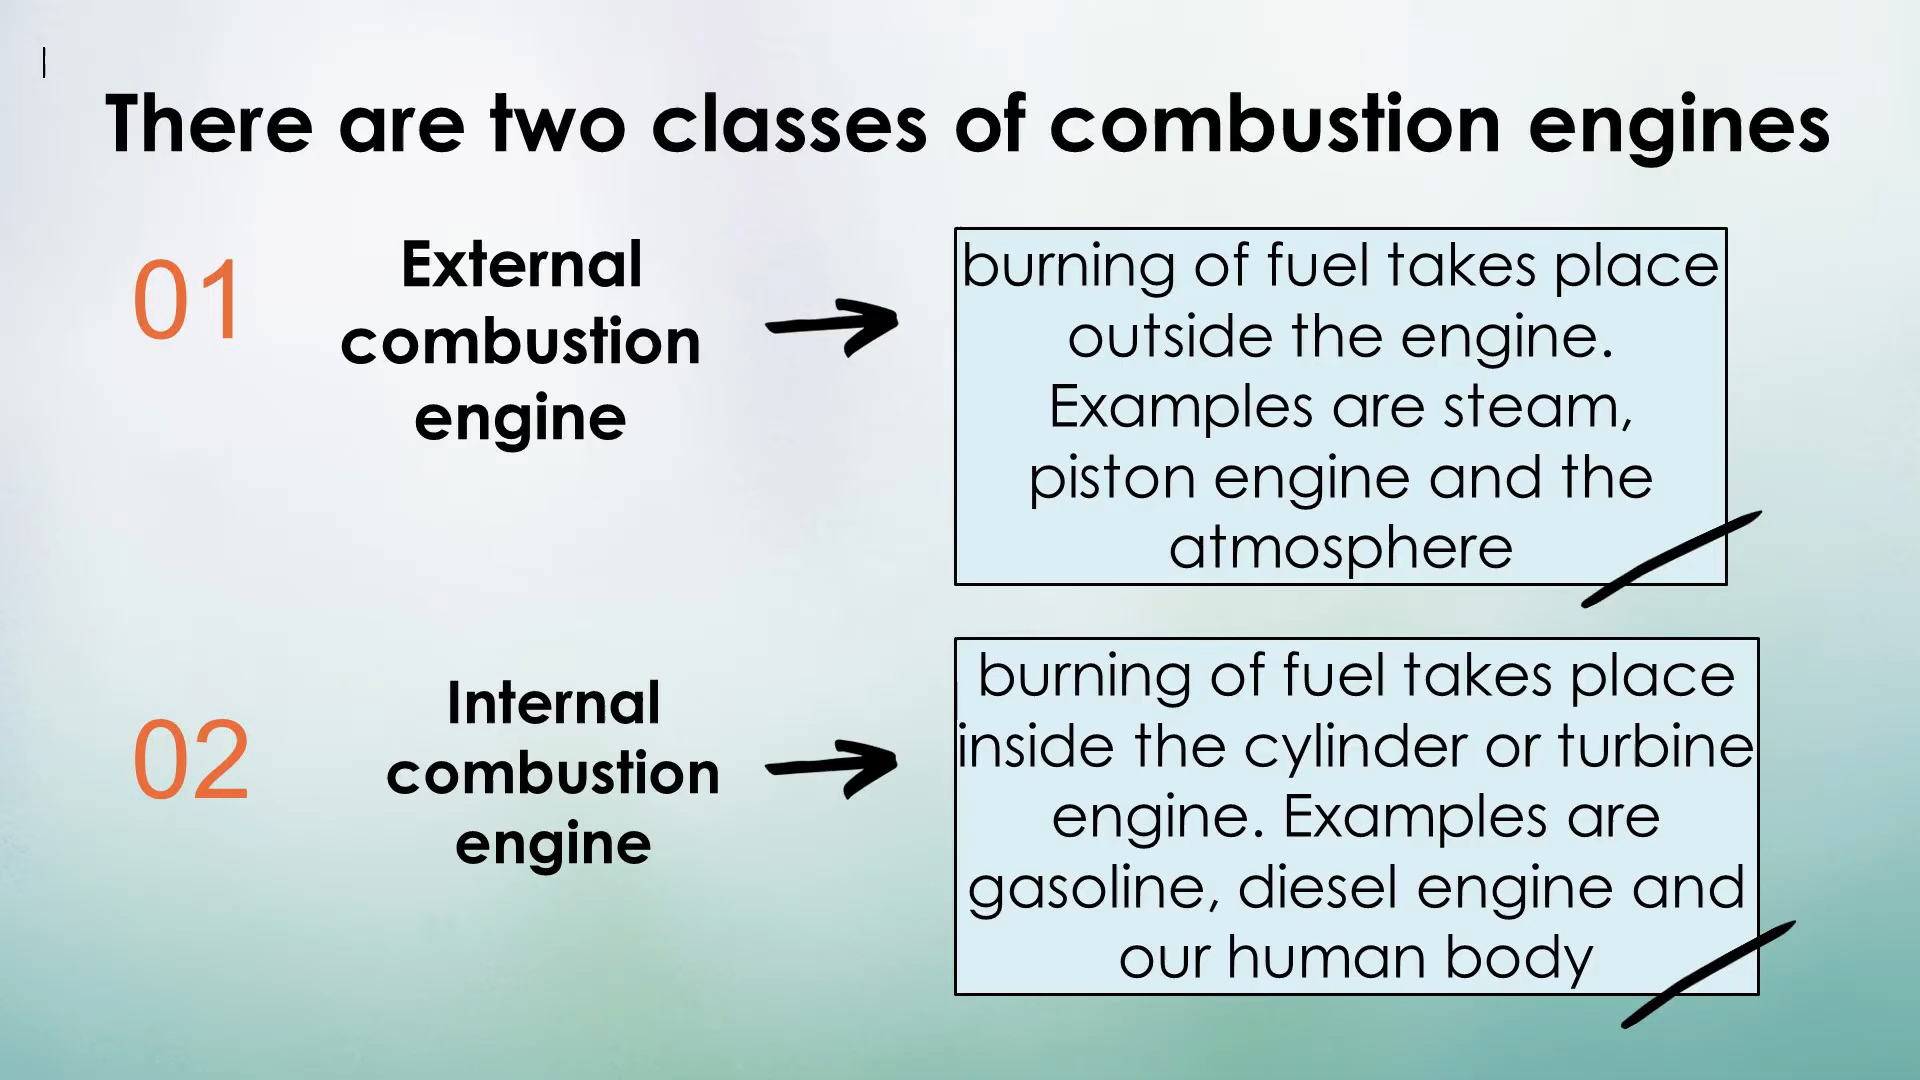 There are two classes of combustion engines
01
External
combustion
engine
burning of fuel takes place
outside the engine.
Examples are steam,
piston engine and the
atmosphere
02
Internal
combustion
engine
burning of fuel takes place
inside the cylinder or turbine
engine. Examples are
gasoline, diesel engine and
our human body